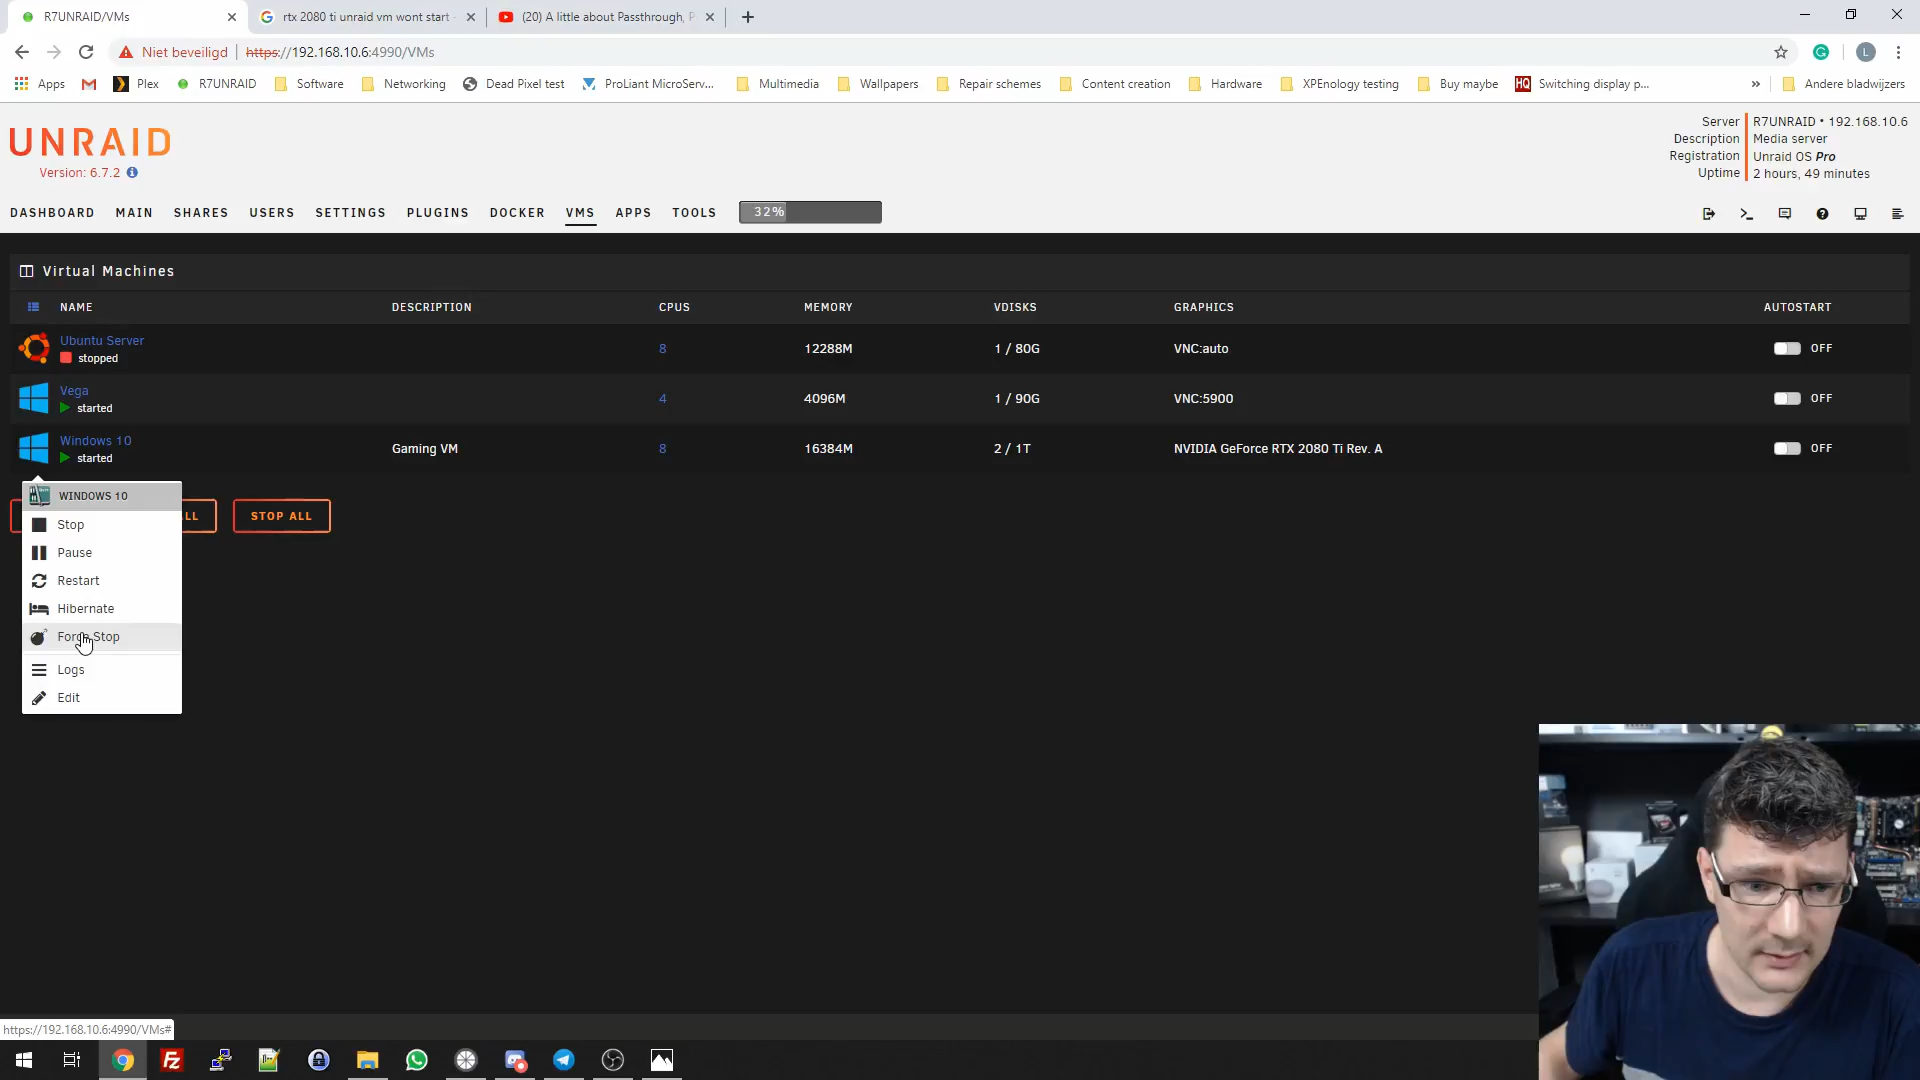 R7UNRAID/VMs
rtx 2080 ti unraid vm wont start -
(20) A little about Passthrough, P
Niet beveiligd
https://192.168.10.6:4990/VMs
L
Apps
Plex
R7UNRAID
Software
Networking
Dead Pixel test
ProLiant MicroServ...
Multimedia
Wallpapers
Repair schemes
Content creation
Hardware
XPEnology testing
Buy maybe
HQ
Switching display p...
»
Andere bladwijzers
UNRAID
Version: 6.7.2
Server
R7UNRAID • 192.168.10.6
Description
Media server
Registration
Unraid OS Pro
Uptime
2 hours, 49 minutes
DASHBOARD
MAIN
SHARES
USERS
SETTINGS
PLUGINS
DOCKER
VMS
APPS
TOOLS
32%
Virtual Machines
NAME
DESCRIPTION
CPUS
MEMORY
VDISKS
GRAPHICS
AUTOSTART
Ubuntu Server
stopped
8
12288M
1 / 80G
VNC:auto
OFF
Vega
started
4
4096M
1 / 90G
VNC:5900
OFF
Windows 10
started
Gaming VM
8
16384M
2 / 1T
NVIDIA GeForce RTX 2080 Ti Rev. A
OFF
WINDOWS 10
LL
STOP ALL
Stop
Pause
Restart
Hibernate
Force Stop
Logs
Edit
https://192.168.10.6:4990/VMs#
Fz